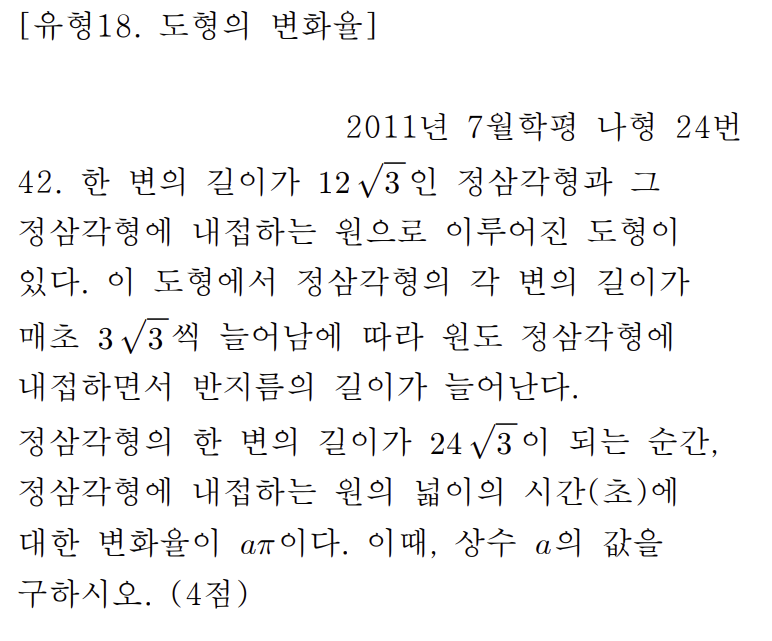 [유형18. 도형의 변화율]
2011년 7월학평 나형 24번
42. 한 변의 길이가 12√3인 정삼각형과 그
정삼각형에 내접하는 원으로 이루어진 도형이
있다. 이 도형에서 정삼각형의 각 변의 길이가
매초 3√3씩 늘어남에 따라 원도 정삼각형에
내접하면서 반지름의 길이가 늘어난다.
정삼각형의 한 변의 길이가 24√3이 되는 순간,
정삼각형에 내접하는 원의 넓이의 시간(초)에
대한 변화율이 aπ이다. 이때, 상수 a의 값을
구하시오. (4점)